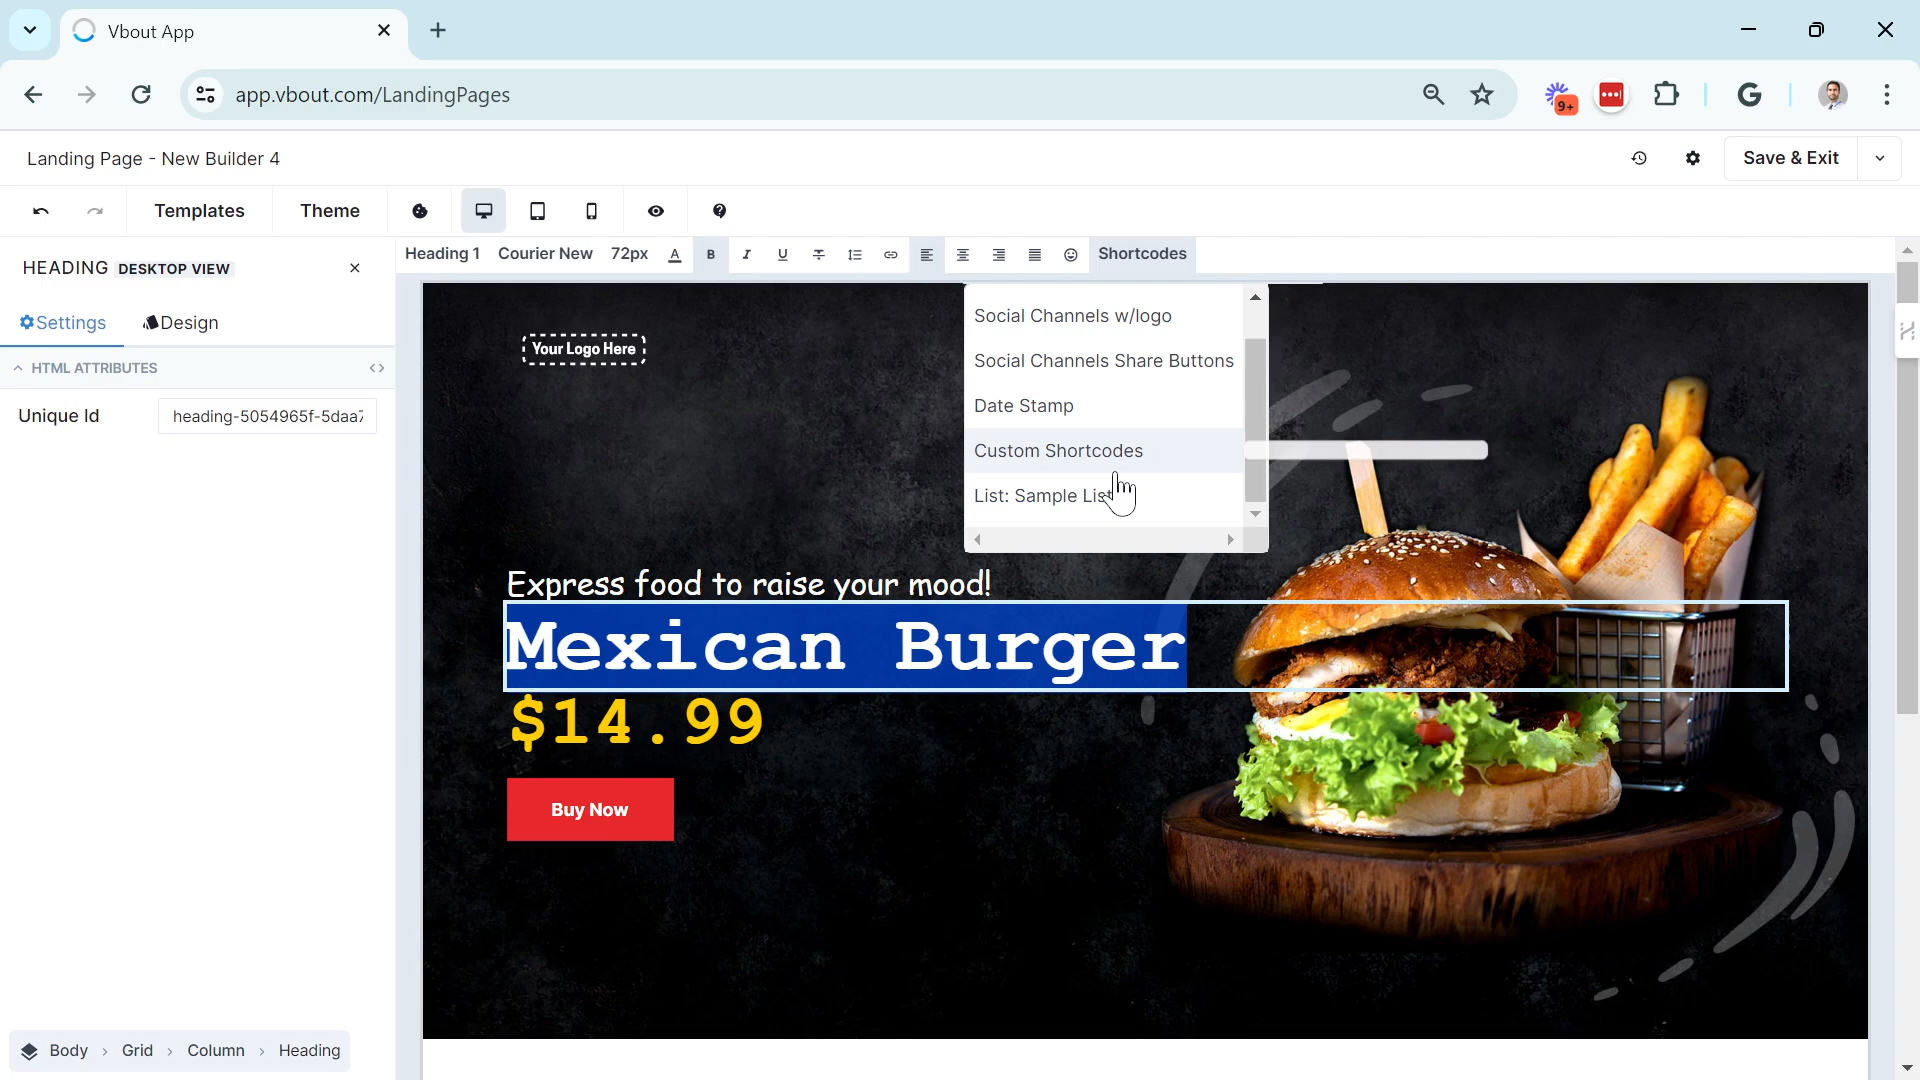 Vbout App
app.vbout.com/LandingPages
9+
Landing Page - New Builder 4
Save & Exit
Templates
Theme
HEADING DESKTOP VIEW
Heading 1 Courier New 72px A B I U S Shortcodes
Settings
Design
HTML ATTRIBUTES
Unique Id
heading-5054965f-5daa7
Your Logo Here
Social Channels w/logo
Social Channels Share Buttons
Date Stamp
Custom Shortcodes
List: Sample List
Express food to raise your mood!
Mexican Burger
$14.99
Buy Now
Body > Grid > Column > Heading